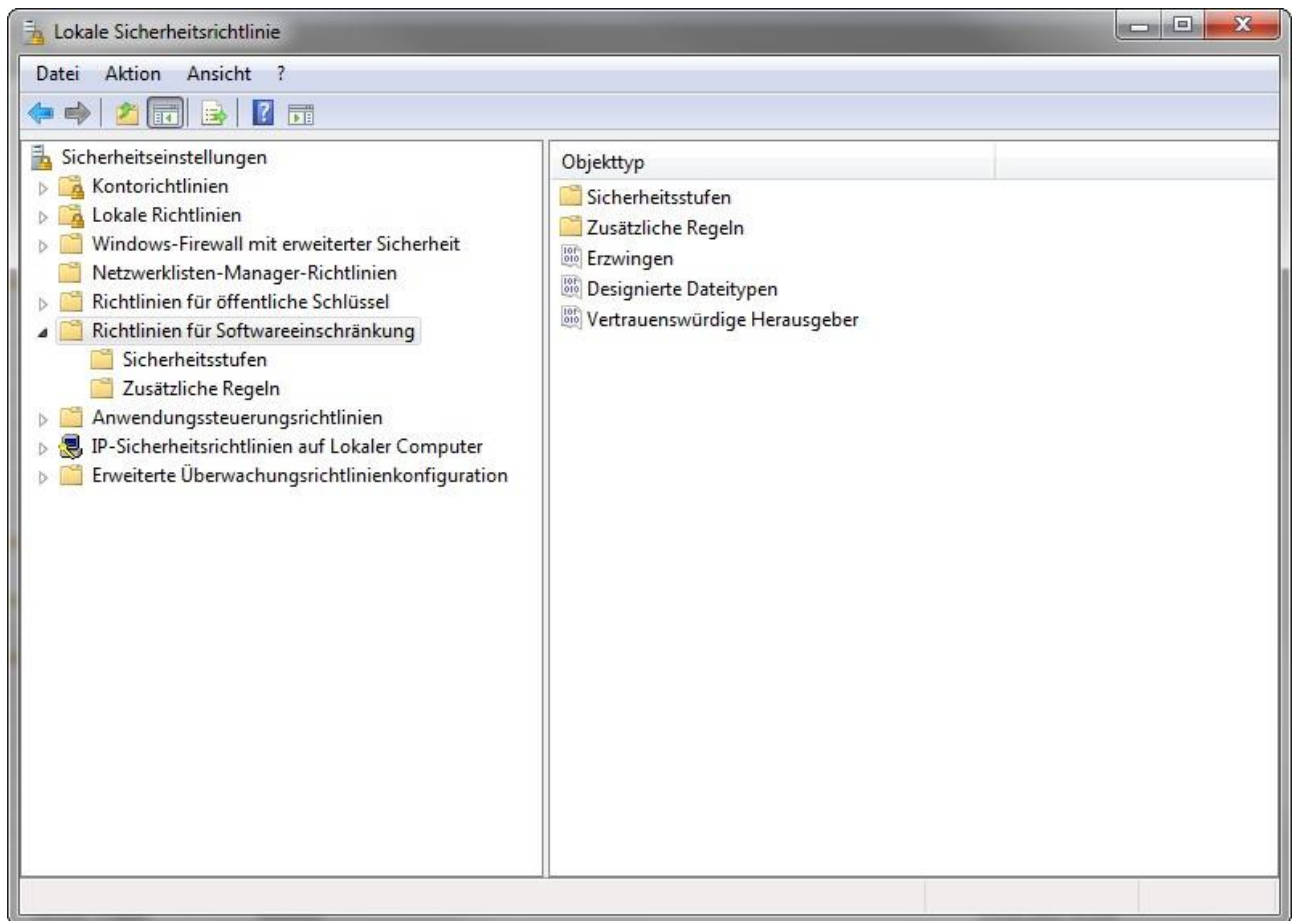 Lokale Sicherheitsrichtlinie
Datei Aktion Ansicht ?
Sicherheitseinstellungen
Kontorichtlinien
Lokale Richtlinien
Windows-Firewall mit erweiterter Sicherheit
Netzwerklisten-Manager-Richtlinien
Richtlinien für öffentliche Schlüssel
Richtlinien für Softwareeinschränkung
Sicherheitsstufen
Zusätzliche Regeln
Anwendungssteuerungsrichtlinien
IP-Sicherheitsrichtlinien auf Lokaler Computer
Erweiterte Überwachungsrichtlinienkonfiguration
Objekttyp
Sicherheitsstufen
Zusätzliche Regeln
Erzwingen
Designierte Dateitypen
Vertrauenswürdige Herausgeber